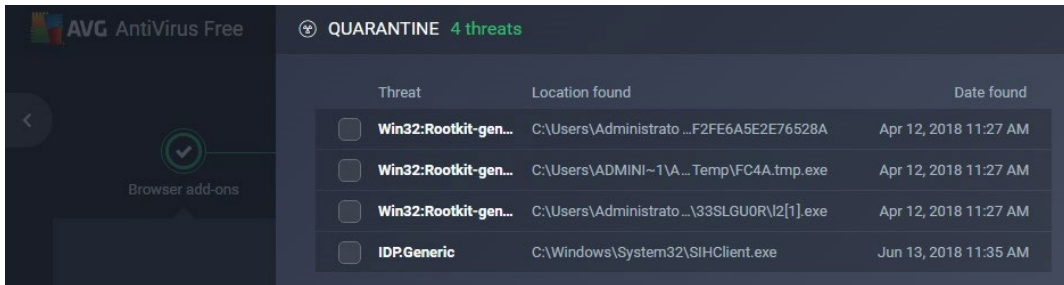 AVG AntiVirus Free
QUARANTINE 4 threats
Threat Location found Date found
Win32:Rootkit-gen... C:\Users\Administrato ...F2FE6A5E2E76528A Apr 12, 2018 11:27 AM
Win32:Rootkit-gen... C:\Users\ADMINI~1\A...Temp\FC4A.tmp.exe Apr 12, 2018 11:27 AM
Win32:Rootkit-gen... C:\Users\Administrato...\33SLGU0R\l2[1].exe Apr 12, 2018 11:27 AM
IDP.Generic C:\Windows\System32\SIHClient.exe Jun 13, 2018 11:35 AM
Browser add-ons